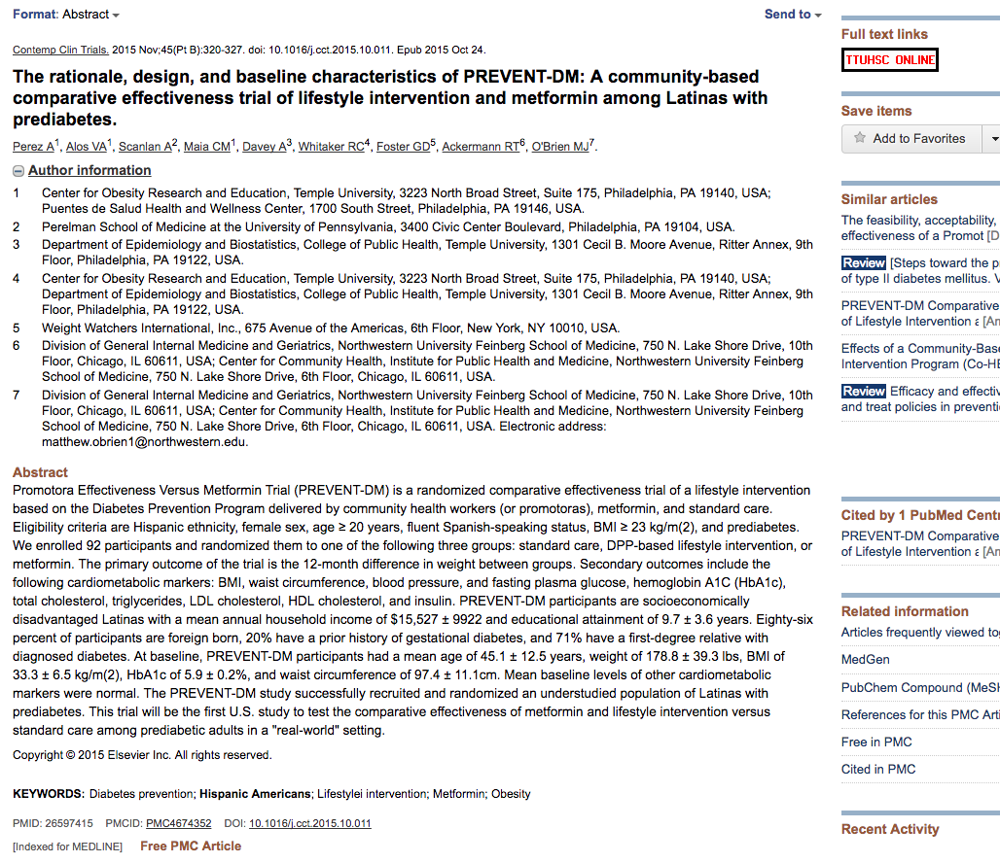 Format: Abstract
Send to
Contemp Clin Trials. 2015 Nov;45(Pt B):320-327. doi: 10.1016/j.cct.2015.10.011. Epub 2015 Oct 24.
The rationale, design, and baseline characteristics of PREVENT-DM: A community-based
comparative effectiveness trial of lifestyle intervention and metformin among Latinas with
prediabetes.
Perez A1, Alos VA1, Scanlan A2, Maia CM1, Davey A3, Whitaker RC4, Foster GD5, Ackermann RT6, O'Brien MJ7.
Author information
1 Center for Obesity Research and Education, Temple University, 3223 North Broad Street, Suite 175, Philadelphia, PA 19140, USA;
Puentes de Salud Health and Wellness Center, 1700 South Street, Philadelphia, PA 19146, USA.
2 Perelman School of Medicine at the University of Pennsylvania, 3400 Civic Center Boulevard, Philadelphia, PA 19104, USA.
3 Department of Epidemiology and Biostatistics, College of Public Health, Temple University, 1301 Cecil B. Moore Avenue, Ritter Annex, 9th
Floor, Philadelphia, PA 19122, USA.
4 Center for Obesity Research and Education, Temple University, 3223 North Broad Street, Suite 175, Philadelphia, PA 19140, USA;
Department of Epidemiology and Biostatistics, College of Public Health, Temple University, 1301 Cecil B. Moore Avenue, Ritter Annex, 9th
Floor, Philadelphia, PA 19122, USA.
5 Weight Watchers International, Inc., 675 Avenue of the Americas, 6th Floor, New York, NY 10010, USA.
6 Division of General Internal Medicine and Geriatrics, Northwestern University Feinberg School of Medicine, 750 N. Lake Shore Drive, 10th
Floor, Chicago, IL 60611, USA; Center for Community Health, Institute for Public Health and Medicine, Northwestern University Feinberg
School of Medicine, 750 N. Lake Shore Drive, 6th Floor, Chicago, IL 60611, USA.
7 Division of General Internal Medicine and Geriatrics, Northwestern University Feinberg School of Medicine, 750 N. Lake Shore Drive, 10th
Floor, Chicago, IL 60611, USA; Center for Community Health, Institute for Public Health and Medicine, Northwestern University Feinberg
School of Medicine, 750 N. Lake Shore Drive, 6th Floor, Chicago, IL 60611, USA. Electronic address:
matthew.obrien1@northwestern.edu.
Abstract
Promotora Effectiveness Versus Metformin Trial (PREVENT-DM) is a randomized comparative effectiveness trial of a lifestyle intervention
based on the Diabetes Prevention Program delivered by community health workers (or promotoras), metformin, and standard care.
Eligibility criteria are Hispanic ethnicity, female sex, age ≥ 20 years, fluent Spanish-speaking status, BMI ≥ 23 kg/m(2), and prediabetes.
We enrolled 92 participants and randomized them to one of the following three groups: standard care, DPP-based lifestyle intervention, or
metformin. The primary outcome of the trial is the 12-month difference in weight between groups. Secondary outcomes include the
following cardiometabolic markers: BMI, waist circumference, blood pressure, and fasting plasma glucose, hemoglobin A1C (HbA1c),
total cholesterol, triglycerides, LDL cholesterol, HDL cholesterol, and insulin. PREVENT-DM participants are socioeconomically
disadvantaged Latinas with a mean annual household income of $15,527 ± 9922 and educational attainment of 9.7 ± 3.6 years. Eighty-six
percent of participants are foreign born, 20% have a prior history of gestational diabetes, and 71% have a first-degree relative with
diagnosed diabetes. At baseline, PREVENT-DM participants had a mean age of 45.1 ± 12.5 years, weight of 178.8 ± 39.3 lbs, BMI of
33.3 ± 6.5 kg/m(2), HbA1c of 5.9 ± 0.2%, and waist circumference of 97.4 ± 11.1cm. Mean baseline levels of other cardiometabolic
markers were normal. The PREVENT-DM study successfully recruited and randomized an understudied population of Latinas with
prediabetes. This trial will be the first U.S. study to test the comparative effectiveness of metformin and lifestyle intervention versus
standard care among prediabetic adults in a "real-world" setting.
Copyright © 2015 Elsevier Inc. All rights reserved.
KEYWORDS: Diabetes prevention; Hispanic Americans; Lifestylei intervention; Metformin; Obesity
PMID: 26597415 PMCID: PMC4674352 DOI: 10.1016/j.cct.2015.10.011
[Indexed for MEDLINE] Free PMC Article
Full text links
TTUHSC ONLINE
Save items
Add to Favorites
Similar articles
The feasibility, acceptability,
effectiveness of a Promot [D
Review [Steps toward the p
of type II diabetes mellitus. V
PREVENT-DM Comparative
of Lifestyle Intervention a [Am
Effects of a Community-Base
Intervention Program (Co-HE
Review Efficacy and effectiv
and treat policies in preventi
Cited by 1 PubMed Centr
PREVENT-DM Comparative
of Lifestyle Intervention a [Am
Related information
Articles frequently viewed tog
MedGen
PubChem Compound (MeSH
References for this PMC Arti
Free in PMC
Cited in PMC
Recent Activity